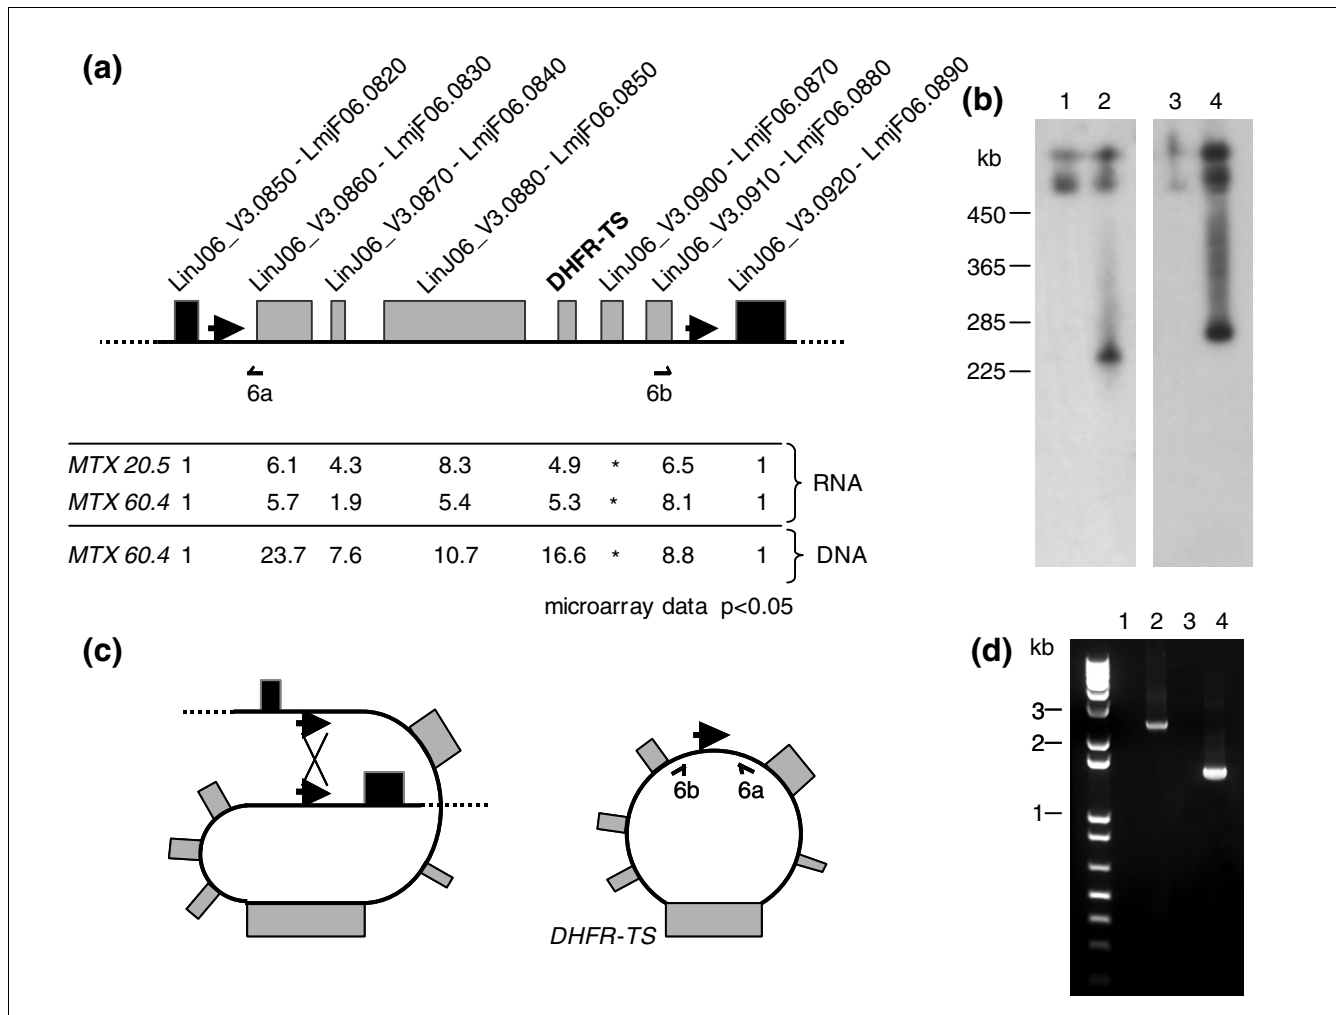 (a)
LinJ06_V3.0850 - LmjF06.0820
LinJ06_V3.0860 - LmjF06.0830
LinJ06_V3.0870 - LmjF06.0840
LinJ06_V3.0880 - LmjF06.0850
DHFR-TS
LinJ06_V3.0900 - LmjF06.0870
LinJ06_V3.0910 - LmjF06.0880
LinJ06_V3.0920 - LmjF06.0890
6a
6b
MTX 20.5 1 6.1 4.3 8.3 4.9 * 6.5 1
MTX 60.4 1 5.7 1.9 5.4 5.3 * 8.1 1
RNA
MTX 60.4 1 23.7 7.6 10.7 16.6 * 8.8 1
DNA
microarray data p<0.05
(b)
1 2 3 4
kb
450
365
285
225
(c)
6b 6a
DHFR-TS
(d)
1 2 3 4
kb
3
2
1